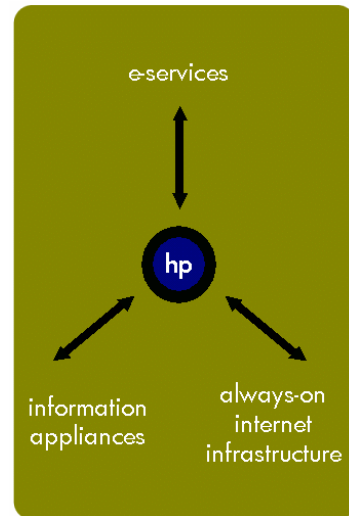 e-services
hp
information
appliances
always-on
internet
infrastructure